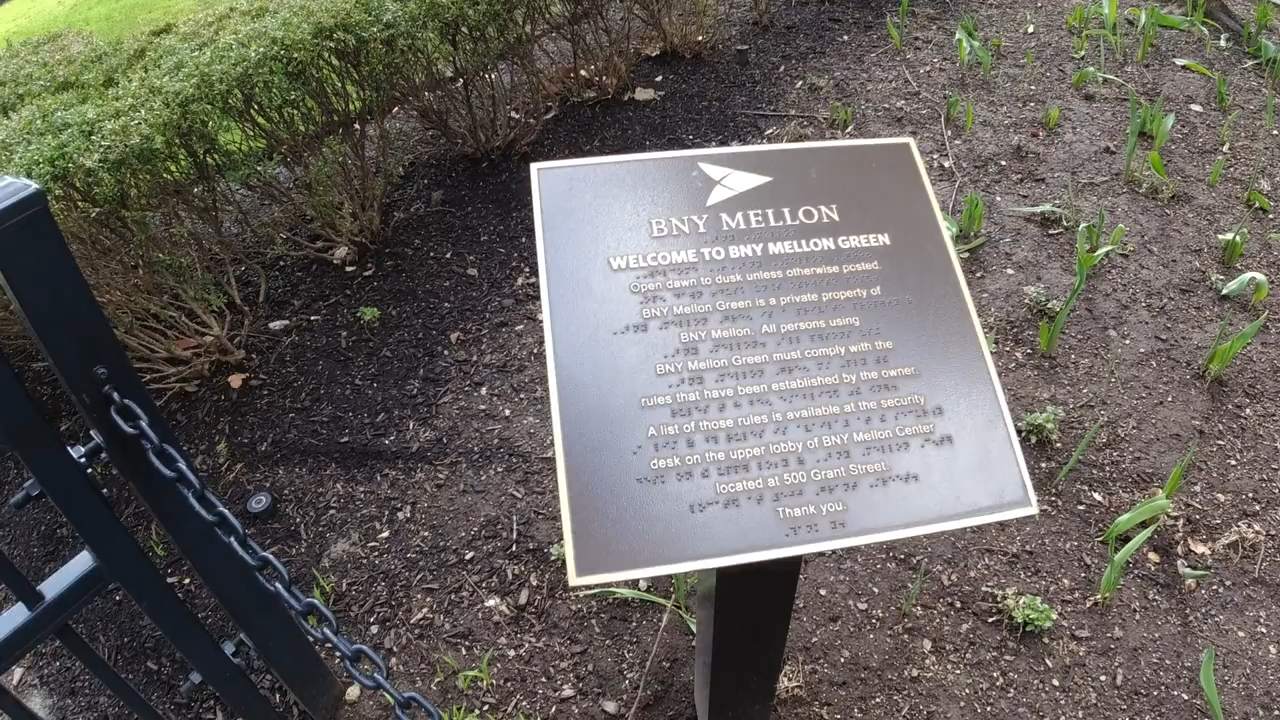 BNY MELLON
WELCOME TO BNY MELLON GREEN
Open dawn to dusk unless otherwise posted.
BNY Mellon Green is a private property of
BNY Mellon. All persons using
BNY Mellon Green must comply with the
rules that have been established by the owner.
A list of those rules is available at the security
desk on the upper lobby of BNY Mellon Center
located at 500 Grant Street.
Thank you.